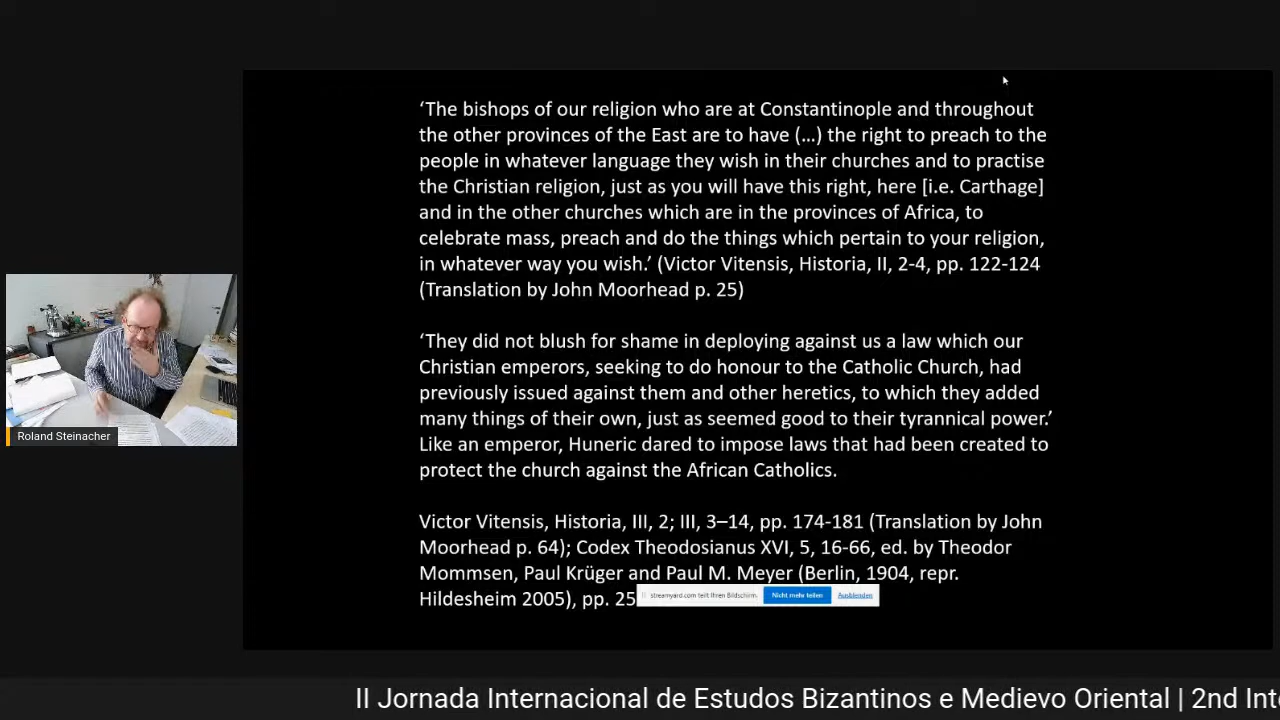 ‘The bishops of our religion who are at Constantinople and throughout
the other provinces of the East are to have (...) the right to preach to the
people in whatever language they wish in their churches and to practise
the Christian religion, just as you will have this right, here [i.e. Carthage]
and in the other churches which are in the provinces of Africa, to
celebrate mass, preach and do the things which pertain to your religion,
in whatever way you wish.’ (Victor Vitensis, Historia, II, 2-4, pp. 122-124
(Translation by John Moorhead p. 25)
‘They did not blush for shame in deploying against us a law which our
Christian emperors, seeking to do honour to the Catholic Church, had
previously issued against them and other heretics, to which they added
many things of their own, just as seemed good to their tyrannical power.’
Like an emperor, Huneric dared to impose laws that had been created to
protect the church against the African Catholics.
Victor Vitensis, Historia, III, 2; III, 3–14, pp. 174-181 (Translation by John
Moorhead p. 64); Codex Theodosianus XVI, 5, 16-66, ed. by Theodor
Mommsen, Paul Krüger and Paul M. Meyer (Berlin, 1904, repr.
Hildesheim 2005), pp. 25
streamyard.com teilt Ihren Bildschirm. Nicht mehr teilen Ausblenden
Roland Steinacher
II Jornada Internacional de Estudos Bizantinos e Medievo Oriental | 2nd Inte